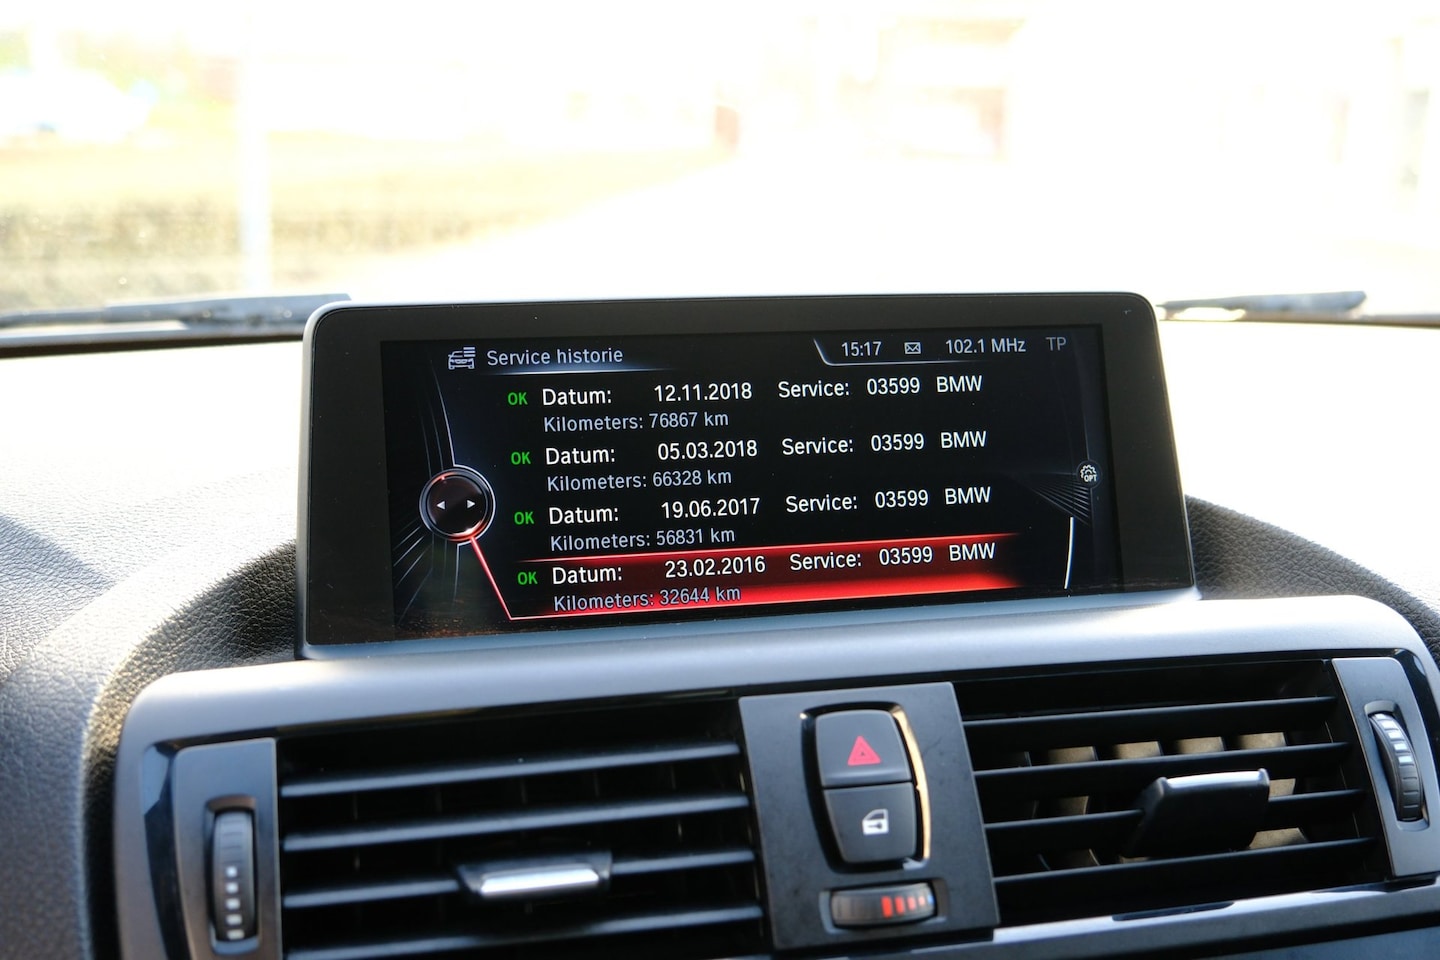 Service historie 15:17 102.1 MHz TP
OK Datum: 12.11.2018 Service: 03599 BMW
Kilometers: 76867 km
OK Datum: 05.03.2018 Service: 03599 BMW
Kilometers: 66328 km
OK Datum: 19.06.2017 Service: 03599 BMW
Kilometers: 56831 km
OK Datum: 23.02.2016 Service: 03599 BMW
Kilometers: 32644 km
OPT